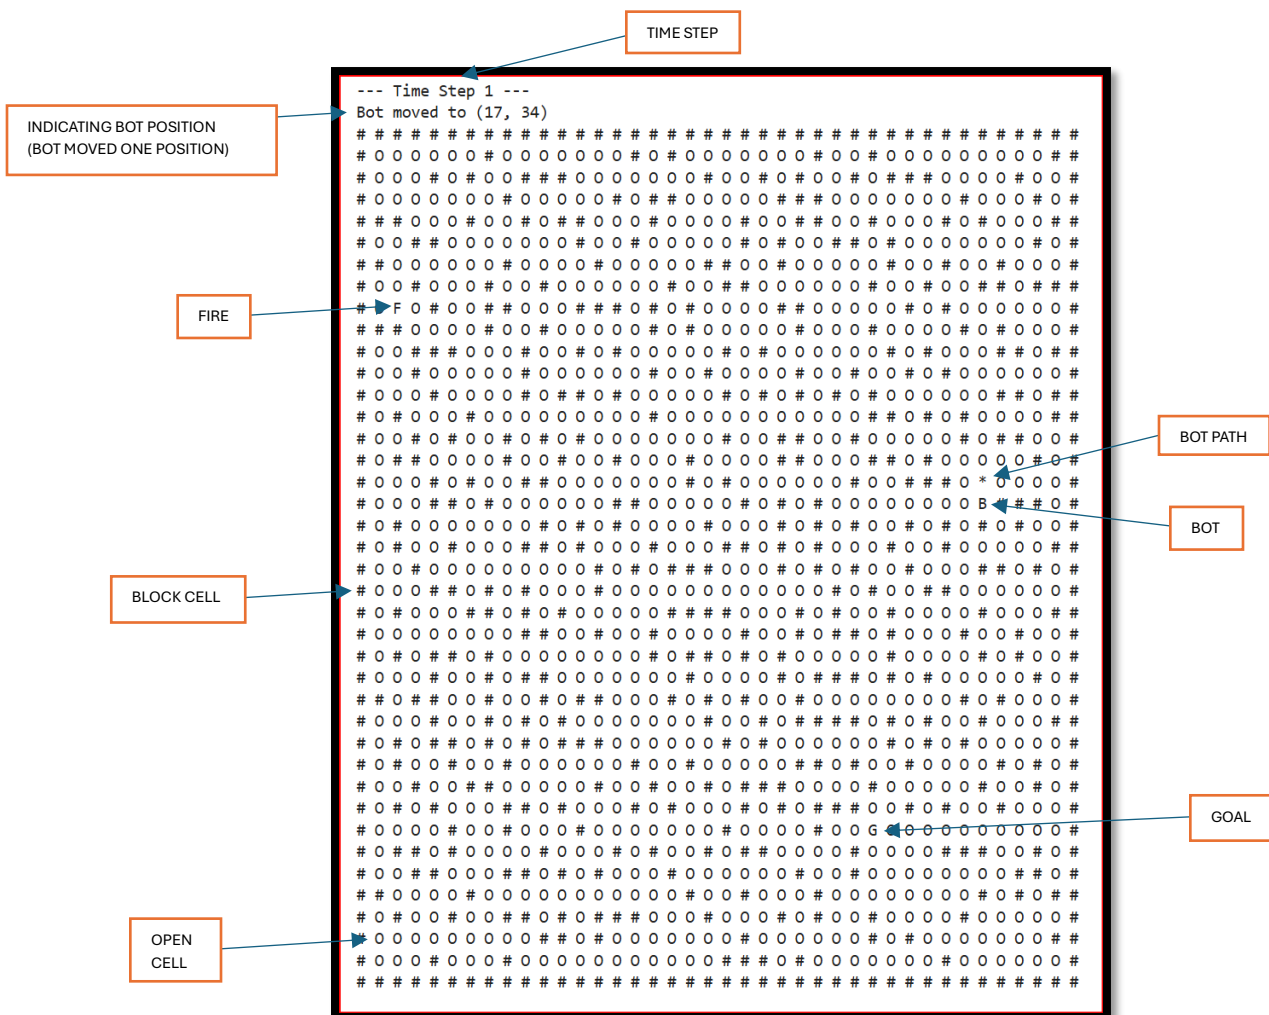 TIME STEP
--- Time Step 1 ---
Bot moved to (17, 34)
INDICATING BOT POSITION
(BOT MOVED ONE POSITION)
# # # # # # # # # # # # # # # # # # # # # # # # # # # # # # # # # # # # # # # #
# O O O O O O # O O O O O O O # O # O O O O O O O # O O # O O O O O O O O O # #
# O O O # O # O O # # # O O O O O O O # O O # O # O O # O # # # O O O O # O O #
# O O O O O O O # O O O O O # O # # O O O O O # # # O O O O O O O # O O O # O #
# # # O O O # O O # O # # O O O # O O O O # O O # # O O # O O O # O # O O O # #
# O O # # O O O O O O O # O O # O O O O O # O # O O # # O # O O O O O O O # O #
# # O O O O O O # O O O O # O O O O O # # O O # O O O O O # O O # O O # O O O #
# O O # O O O O # O O O # O O O O # O O O # O O O O O O # O O # O O # # O # # #
# F O # O O # # O O O # # # O # O # O O O O # # O O O O O # O # O O O O O O #
# # # O O O O # O O # O O O O O # O O O O # O O # O O O # O O O O # O # O O O #
# O O # # # O O O # O O # O # O O O O O # O # O O O O O O # O # O O O # # O # #
# O O # O O O O O O O O O O O O # O O # O O O O # O O # O O # O # O O O O O O #
# O O O O O O O O # O # # O # O O O O O # O # O # O # O # O O O O O O # # O # #
# O # O O O # O O O O O O O O O # O O O O O O O O O O O # # O # O # O O O O # #
# O O # O # O O # O O O # O O O O O O O # O O # # O # O O O O O O # O # # O O #
# O # # O O O O # O O # O O O O # O O O O O # O O O O O # # O # O O O O O # O #
# O O O O O O # O O O O O O O O O O # O # O O O O O O # O O # # # O * O O O O #
# O O O # # O # O O O O O O # # O O O O O # O # O # O O O O O O O O B # # # O #
# O # O O O O O O O # O # O # O O O O # O O # O # O O O # O # O # O # O # O O #
# O # O O # O O O # O O # O O O # O O O # # O # O # O O O # O O # O O O O O # #
# O O # O O O O O O O O O # O # O # # # O O O # O # O O # O O # O O # # O # O #
# O O O # # O # O # O O O # O O O O O O O O O O O O # O # O O # # O O O O O O #
# O # O O O # # O # O # O O O O O # # # # O O O # O # O # O O O O O # O O O # #
# O O O O O O O O # # O O # O O # O O O O # O O # O # # O # O O O # O O # O O #
# O # O # # O # O O O O O O O O # O # # O # O # O O O O O # O O O O # O # O O #
# O O # O O O # O O # O # O O # O O O O # O O # O # # # O # O # O O O # O O O #
# # O # # O O # O O # O # # O O O # O # O # O O # O O O O O O O O # O # O O O #
# O O O # O O # O # O # O O O O O O O # O O # O # # # # O # O # O O O # O O # #
# O # O # # O # O # O # # # O O O O O O # O # O O O O O O # O # O # O O O O O #
# O O # O # O O O # O O O O O # O O # O O O O O # # O O # O # O O O # O O # O #
# O O # O O # # O O O O O # O O # O O # O # # # O O O O # O O O O O # O O # O #
# O # O # O O O # # O # O O O # O O # O O # O # O # # # O O # O # O # O O O O #
# O O O O # O O # O O O # O O O O O O O # O O O O # O O G O O O O O O O O O O #
# O # # O # O O O O # O O O # O # O O # O # # O O O O # O O O O # # # O O # O #
# O O # O # O O # # O # O # O O O # O O O # O O # O O # O O # O O O O O # # O #
# # O O O O # O O O O O O O O O O O # O O O # O O # O O O O O O O # O O # O # #
# O # O O # O O # # O # O # # # O O O # O O O # O # O O # O O O O # O O O O O #
# O O O O O O O O O # # O # O O O O O O O # O O O O O O # O # O O O O O O O # #
# O O O O # O O O # O O O O # O O O O O # # # O # O O O O O O O # O O O O O O #
# # # # # # # # # # # # # # # # # # # # # # # # # # # # # # # # # # # # # # # #
FIRE
BOT PATH
BOT
BLOCK CELL
GOAL
OPEN
CELL